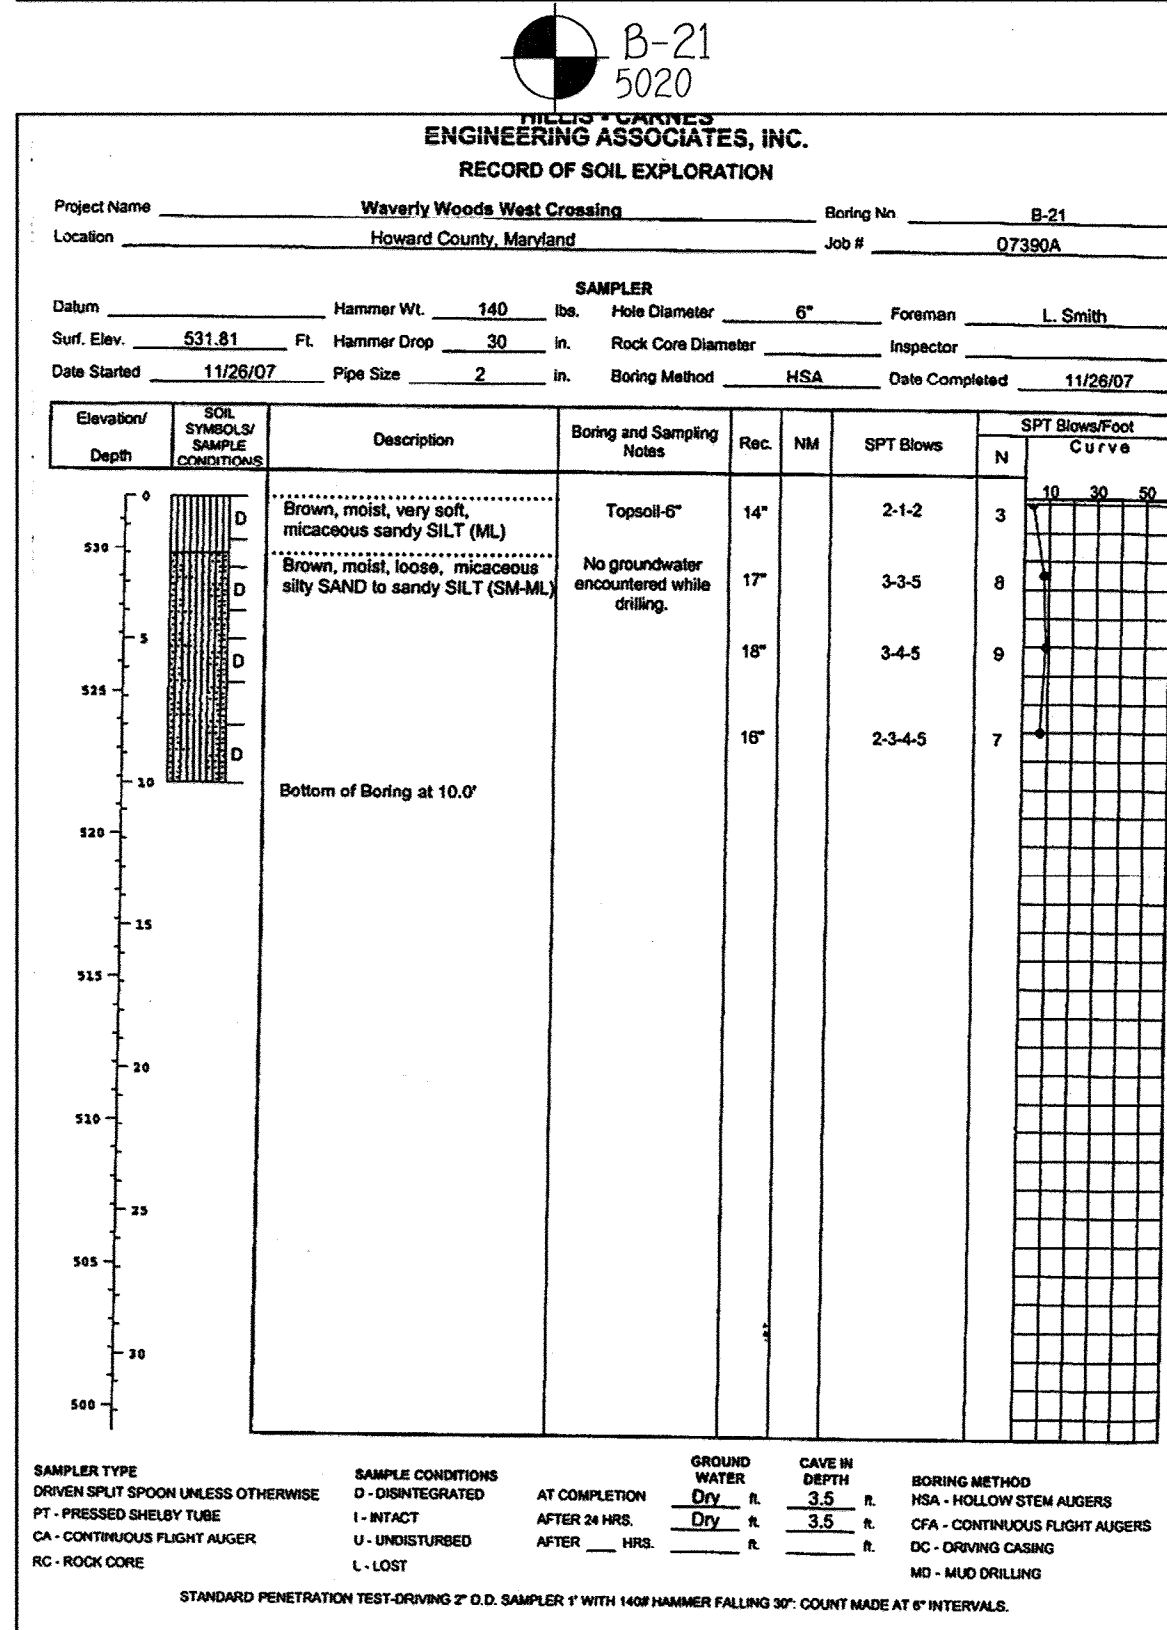 B-21
5020
HILLIS - CARNES
ENGINEERING ASSOCIATES, INC.
RECORD OF SOIL EXPLORATION
Project Name Waverly Woods West Crossing Boring No. B-21
Location Howard County, Maryland Job # 07390A
SAMPLER
Datum Hammer Wt. 140 lbs. Hole Diameter 6" Foreman L. Smith
Surf. Elev. 531.81 Ft. Hammer Drop 30 in. Rock Core Diameter Inspector
Date Started 11/26/07 Pipe Size 2 in. Boring Method HSA Date Completed 11/26/07
Elevation/
Depth
SOIL
SYMBOLS/
SAMPLE
CONDITIONS
Description
Boring and Sampling
Notes
Rec.
NM
SPT Blows
SPT Blows/Foot
N
Curve
10 30 50
0
D
Brown, moist, very soft,
micaceous sandy SILT (ML)
Topsoil-6"
14"
2-1-2
3
530
Brown, moist, loose, micaceous
silty SAND to sandy SILT (SM-ML)
No groundwater
encountered while
drilling.
D
17"
3-3-5
8
5
D
18"
3-4-5
9
525
D
16"
2-3-4-5
7
10
Bottom of Boring at 10.0'
520
15
515
20
510
25
505
30
500
SAMPLER TYPE
DRIVEN SPLIT SPOON UNLESS OTHERWISE
PT - PRESSED SHELBY TUBE
CA - CONTINUOUS FLIGHT AUGER
RC - ROCK CORE
SAMPLE CONDITIONS
D - DISINTEGRATED
I - INTACT
U - UNDISTURBED
L - LOST
GROUND
WATER
CAVE IN
DEPTH
AT COMPLETION Dry ft. 3.5 ft.
AFTER 24 HRS. Dry ft. 3.5 ft.
AFTER ___ HRS. ft. ft.
BORING METHOD
HSA - HOLLOW STEM AUGERS
CFA - CONTINUOUS FLIGHT AUGERS
DC - DRIVING CASING
MD - MUD DRILLING
STANDARD PENETRATION TEST-DRIVING 2" O.D. SAMPLER 1' WITH 140# HAMMER FALLING 30": COUNT MADE AT 6" INTERVALS.